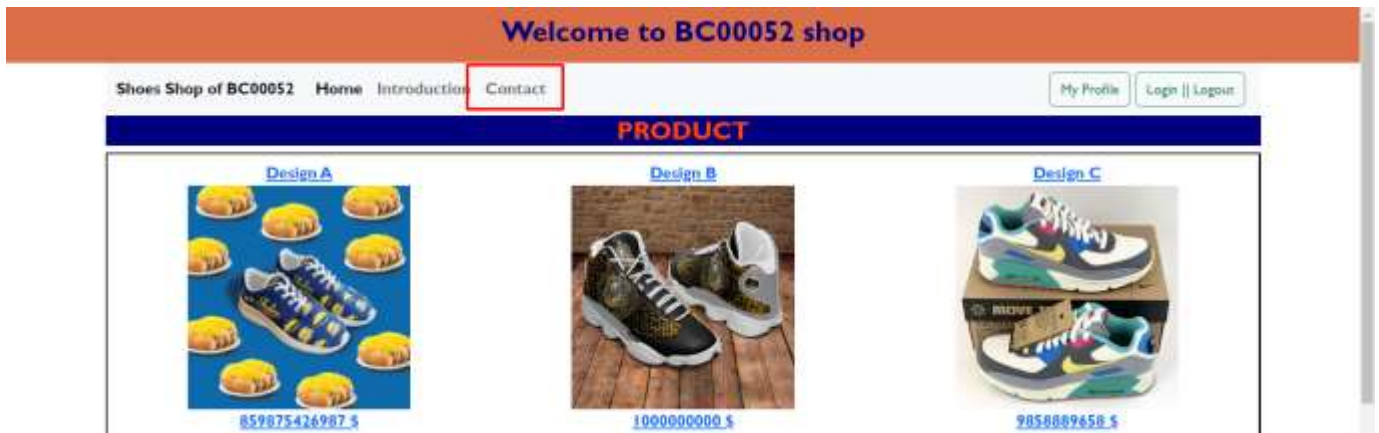 Welcome to BC00052 shop
Shoes Shop of BC00052 Home Introduction Contact My Profile Login || Logout
PRODUCT
Design A Design B Design C
MOVE
859875426987 $ 1000000000 $ 9858889658 $